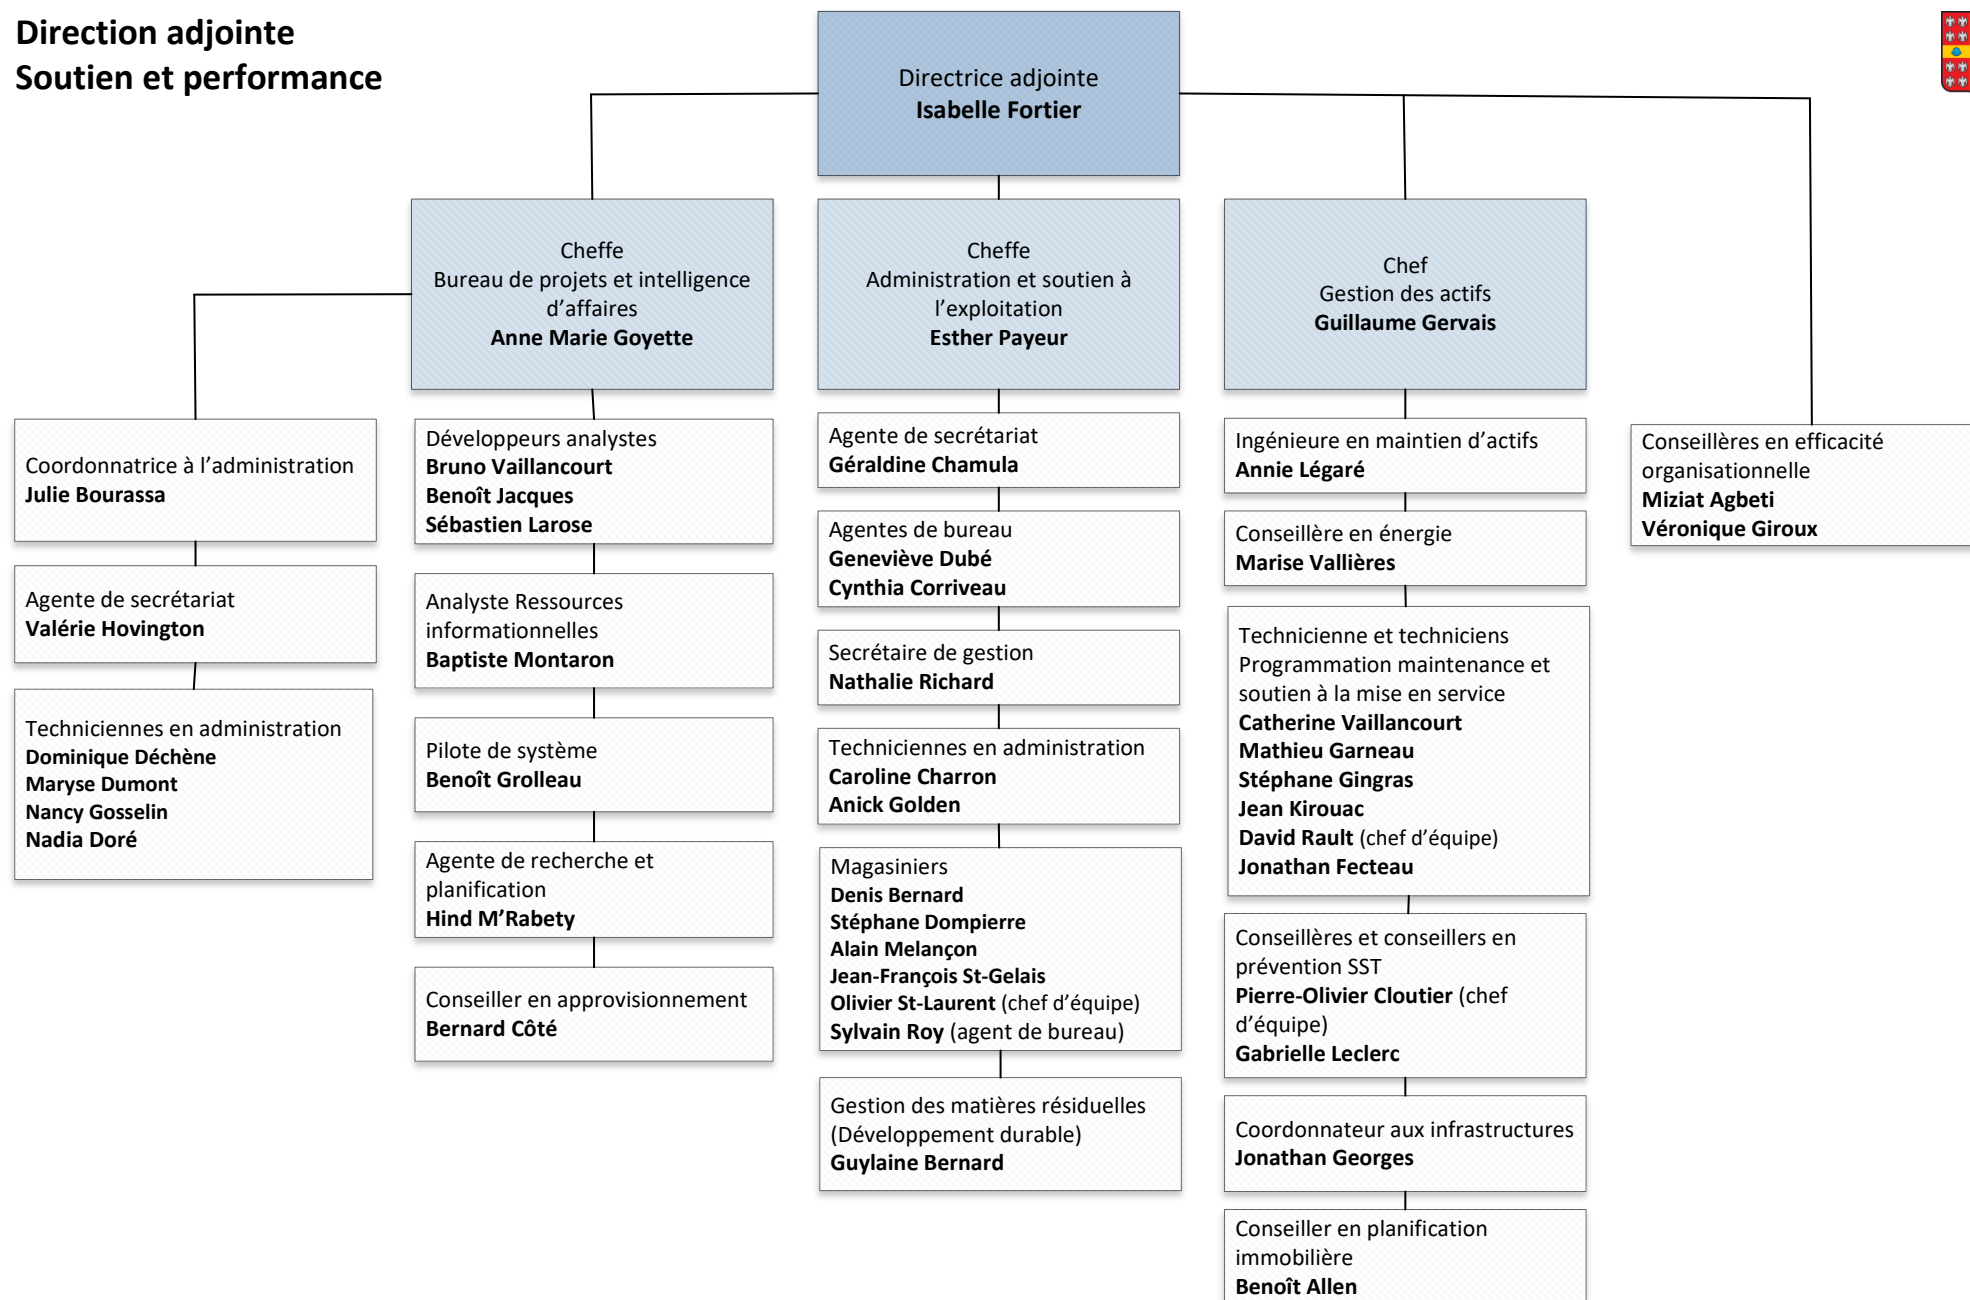 Direction adjointe
Soutien et performance
Directrice adjointe
Isabelle Fortier
Cheffe
Bureau de projets et intelligence
d’affaires
Anne Marie Goyette
Cheffe
Administration et soutien à
l’exploitation
Esther Payeur
Chef
Gestion des actifs
Guillaume Gervais
Coordonnatrice à l’administration
Julie Bourassa
Agente de secrétariat
Valérie Hovington
Techniciennes en administration
Dominique Déchène
Maryse Dumont
Nancy Gosselin
Nadia Doré
Développeurs analystes
Bruno Vaillancourt
Benoît Jacques
Sébastien Larose
Analyste Ressources
informationnelles
Baptiste Montaron
Pilote de système
Benoît Grolleau
Agente de recherche et
planification
Hind M’Rabety
Conseiller en approvisionnement
Bernard Côté
Agente de secrétariat
Géraldine Chamula
Agentes de bureau
Geneviève Dubé
Cynthia Corriveau
Secrétaire de gestion
Nathalie Richard
Techniciennes en administration
Caroline Charron
Anick Golden
Magasiniers
Denis Bernard
Stéphane Dompierre
Alain Melançon
Jean-François St-Gelais
Olivier St-Laurent (chef d’équipe)
Sylvain Roy (agent de bureau)
Gestion des matières résiduelles
(Développement durable)
Guylaine Bernard
Ingénieure en maintien d’actifs
Annie Légaré
Conseillère en énergie
Marise Vallières
Technicienne et techniciens
Programmation maintenance et
soutien à la mise en service
Catherine Vaillancourt
Mathieu Garneau
Stéphane Gingras
Jean Kirouac
David Rault (chef d’équipe)
Jonathan Fecteau
Conseillères et conseillers en
prévention SST
Pierre-Olivier Cloutier (chef
d’équipe)
Gabrielle Leclerc
Coordonnateur aux infrastructures
Jonathan Georges
Conseiller en planification
immobilière
Benoît Allen
Conseillères en efficacité
organisationnelle
Miziat Agbeti
Véronique Giroux